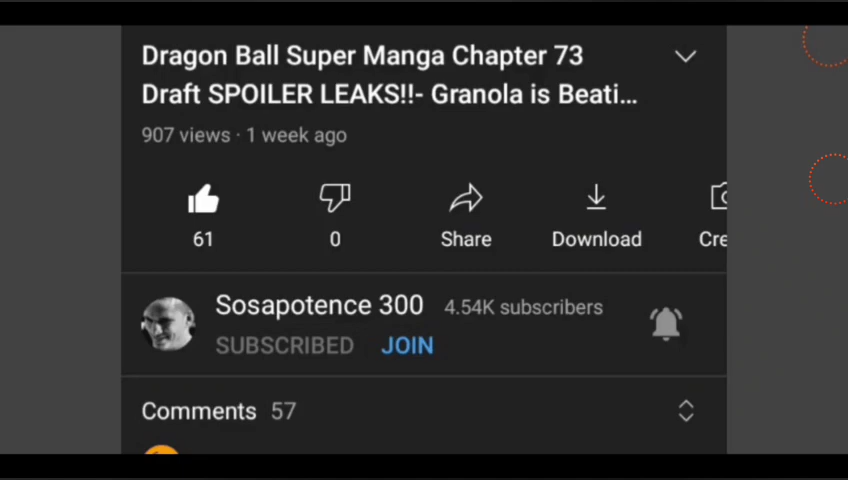 Dragon Ball Super Manga Chapter 73
Draft SPOILER LEAKS!!- Granola is Beati...
907 views · 1 week ago
61
0
Share
Download
Cre
Sosapotence 300 4.54K subscribers
SUBSCRIBED JOIN
Comments 57